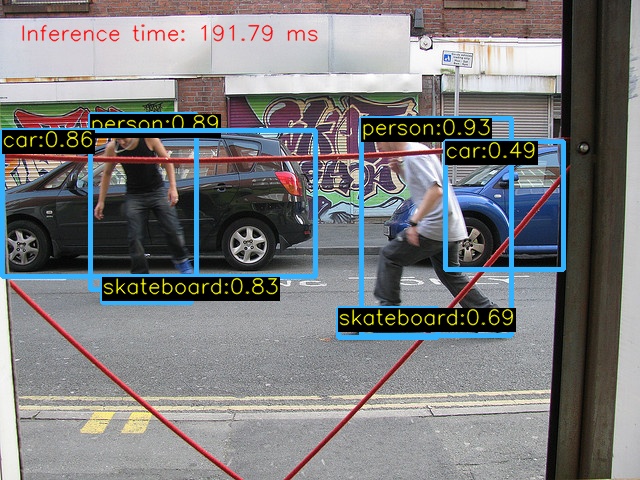 Inference time: 191.79 ms
person:0.89
person:0.93
car:0.86
car:0.49
skateboard:0.83
skateboard:0.69